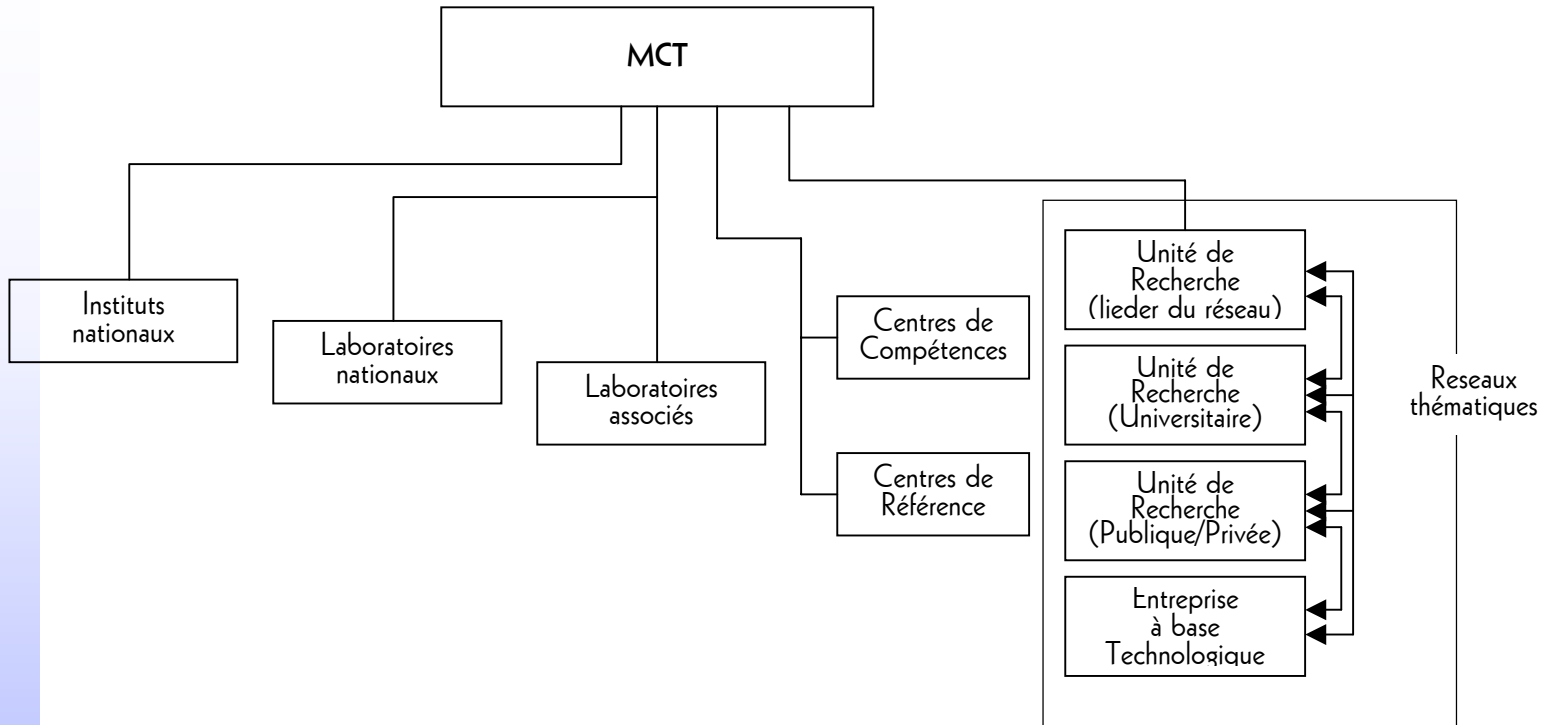 MCT
Instituts
nationaux
Laboratoires
nationaux
Laboratoires
associés
Centres de
Compétences
Centres de
Référence
Unité de
Recherche
(lieder du réseau)
Unité de
Recherche
(Universitaire)
Unité de
Recherche
(Publique/Privée)
Entreprise
à base
Technologique
Reseaux
thématiques